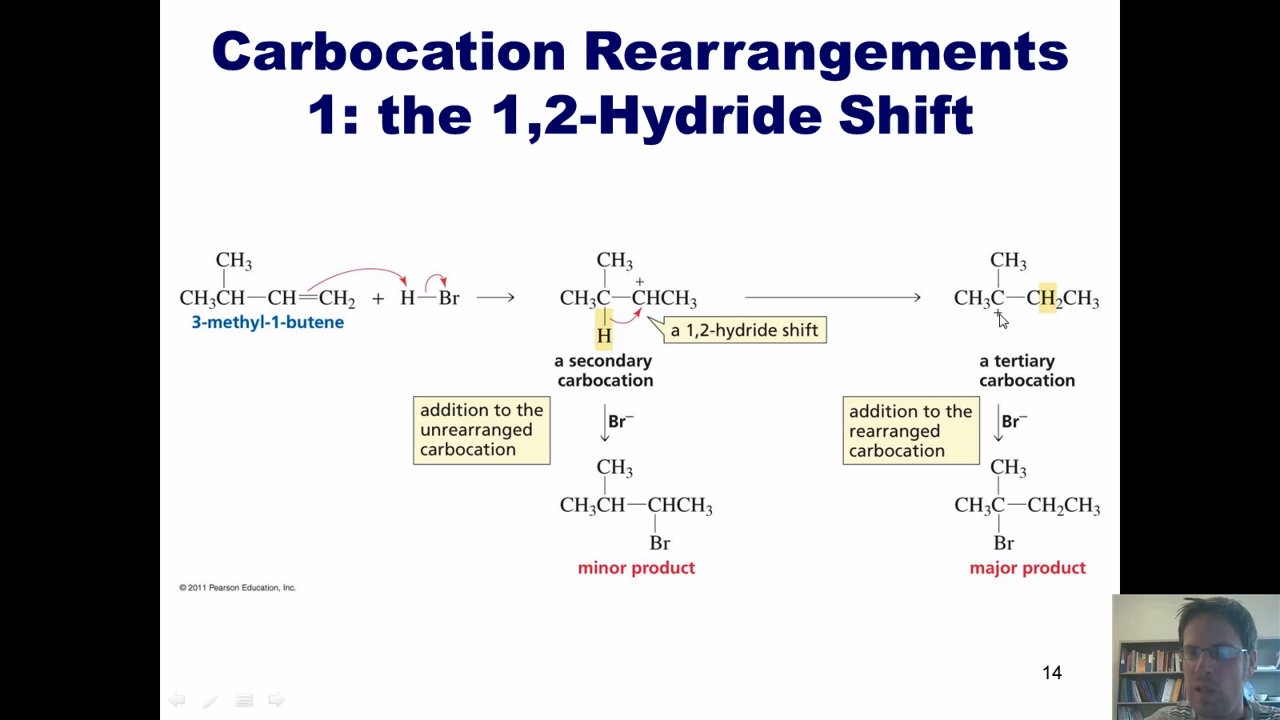 Carbocation Rearrangements
1: the 1,2-Hydride Shift
CH₃
CH₃CH—CH=CH₂ + H—Br
3-methyl-1-butene
CH₃
+
CH₃C—CHCH₃
H
a 1,2-hydride shift
a secondary
carbocation
CH₃
CH₃C—CH₂CH₃
+
a tertiary
carbocation
addition to the
unrearranged
carbocation
Br⁻
addition to the
rearranged
carbocation
Br⁻
CH₃
CH₃CH—CHCH₃
Br
minor product
CH₃
CH₃C—CH₂CH₃
Br
major product
© 2011 Pearson Education, Inc.
14